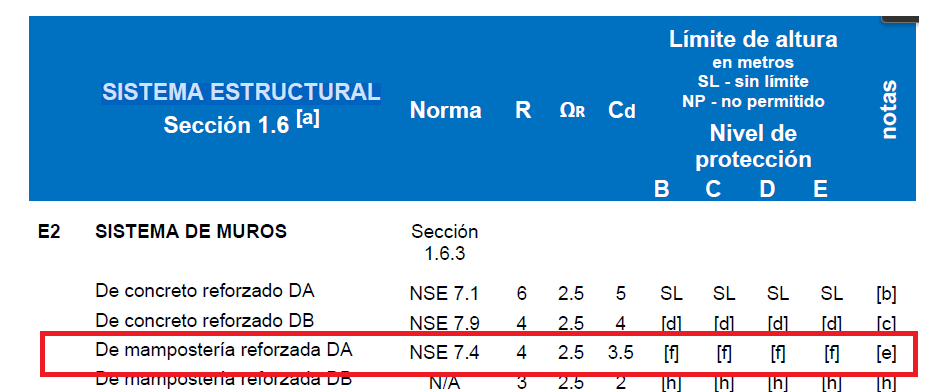 Límite de altura
en metros
SL - sin límite
NP - no permitido
SISTEMA ESTRUCTURAL
Sección 1.6 [a]
Norma R ΩR Cd
notas
Nivel de
protección
B C D E
E2 SISTEMA DE MUROS Sección
1.6.3
De concreto reforzado DA NSE 7.1 6 2.5 5 SL SL SL SL [b]
De concreto reforzado DB NSE 7.9 4 2.5 4 [d] [d] [d] [d] [c]
De mampostería reforzada DA NSE 7.4 4 2.5 3.5 [f] [f] [f] [f] [e]
De mampostería reforzada DB N/A 3 2.5 2 [h] [h] [h] [h] [h]